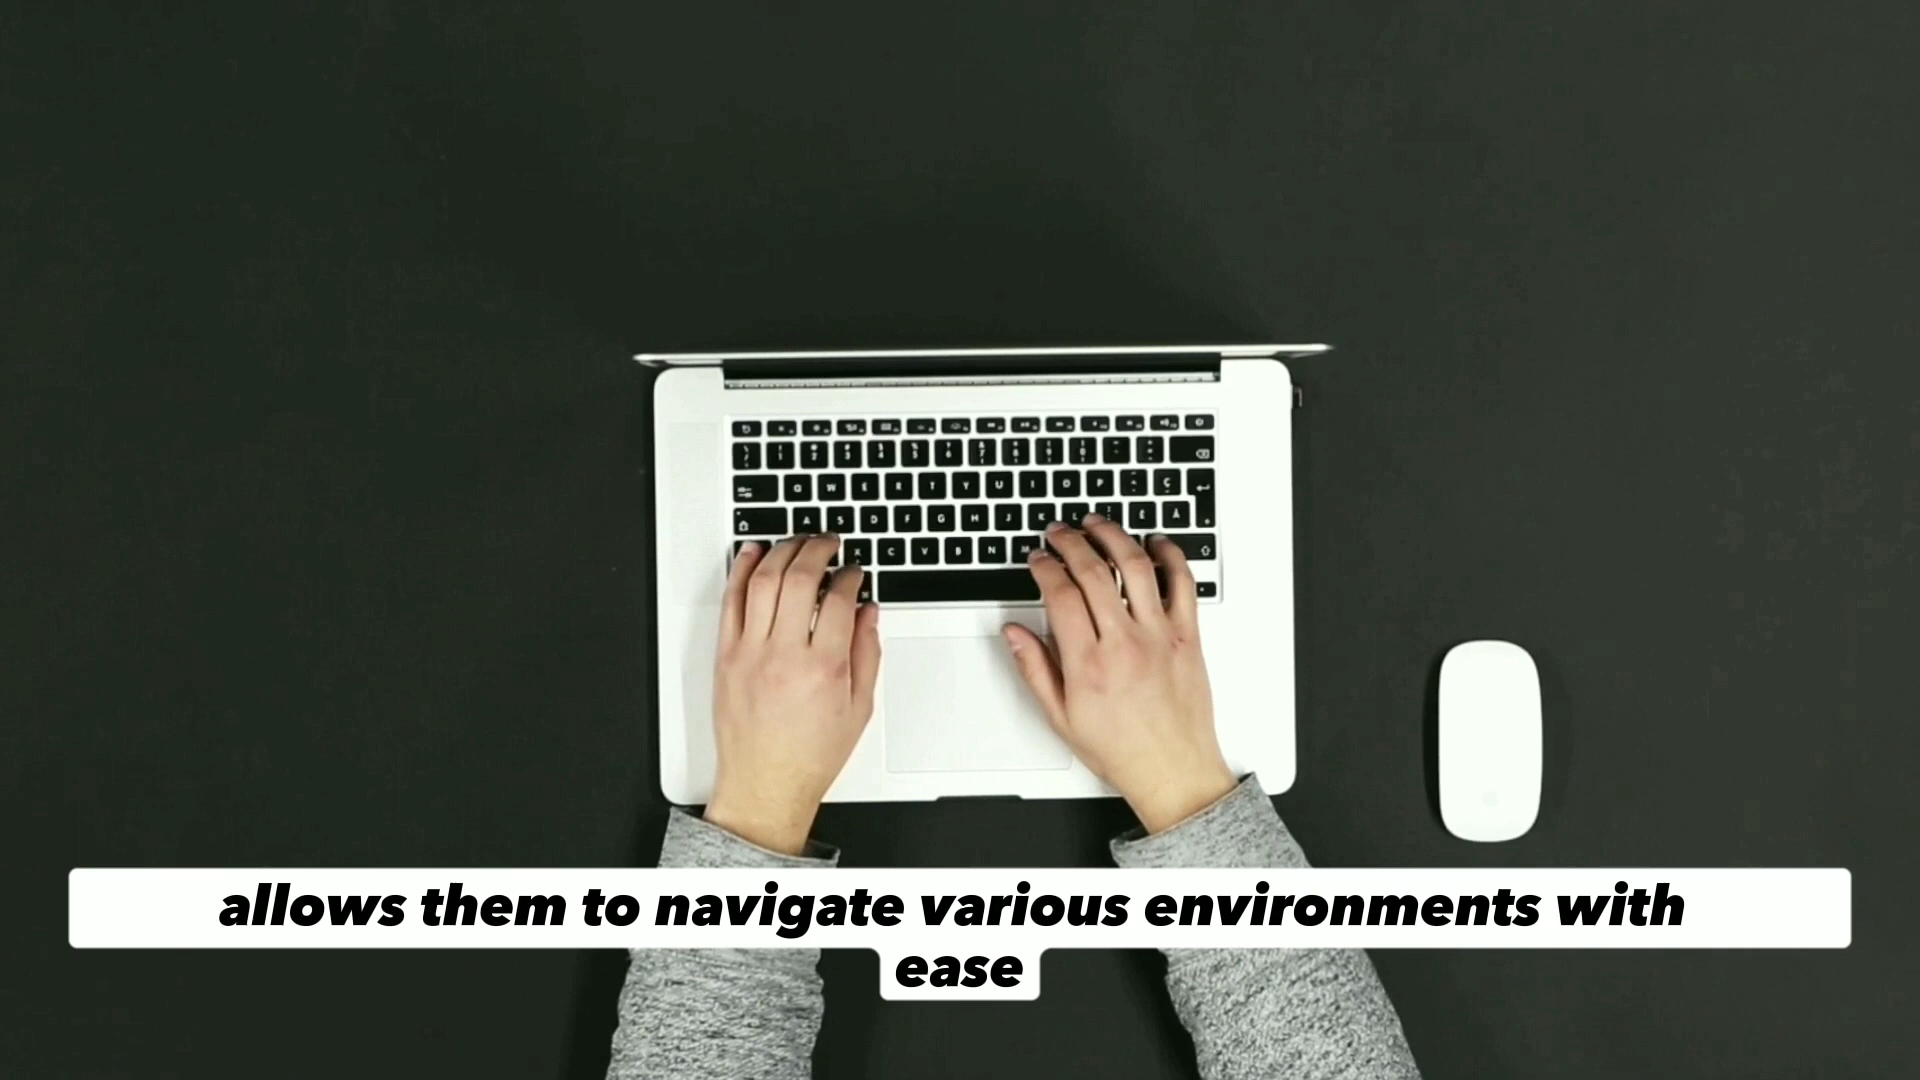 allows them to navigate various environments with
ease
Q W E R T Y U I O P Ç
A S D F G H J K L É À
X C V B N M